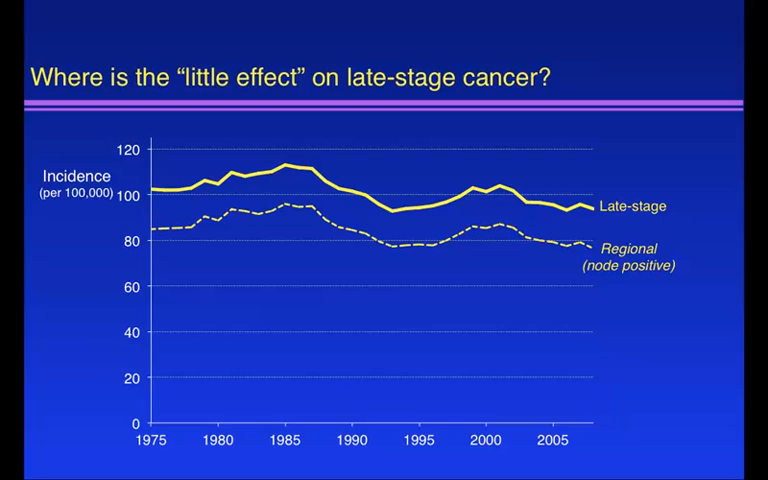 Where is the “little effect” on late-stage cancer?
Incidence
(per 100,000)
120
100
80
60
40
20
0
Late-stage
Regional
(node positive)
1975 1980 1985 1990 1995 2000 2005